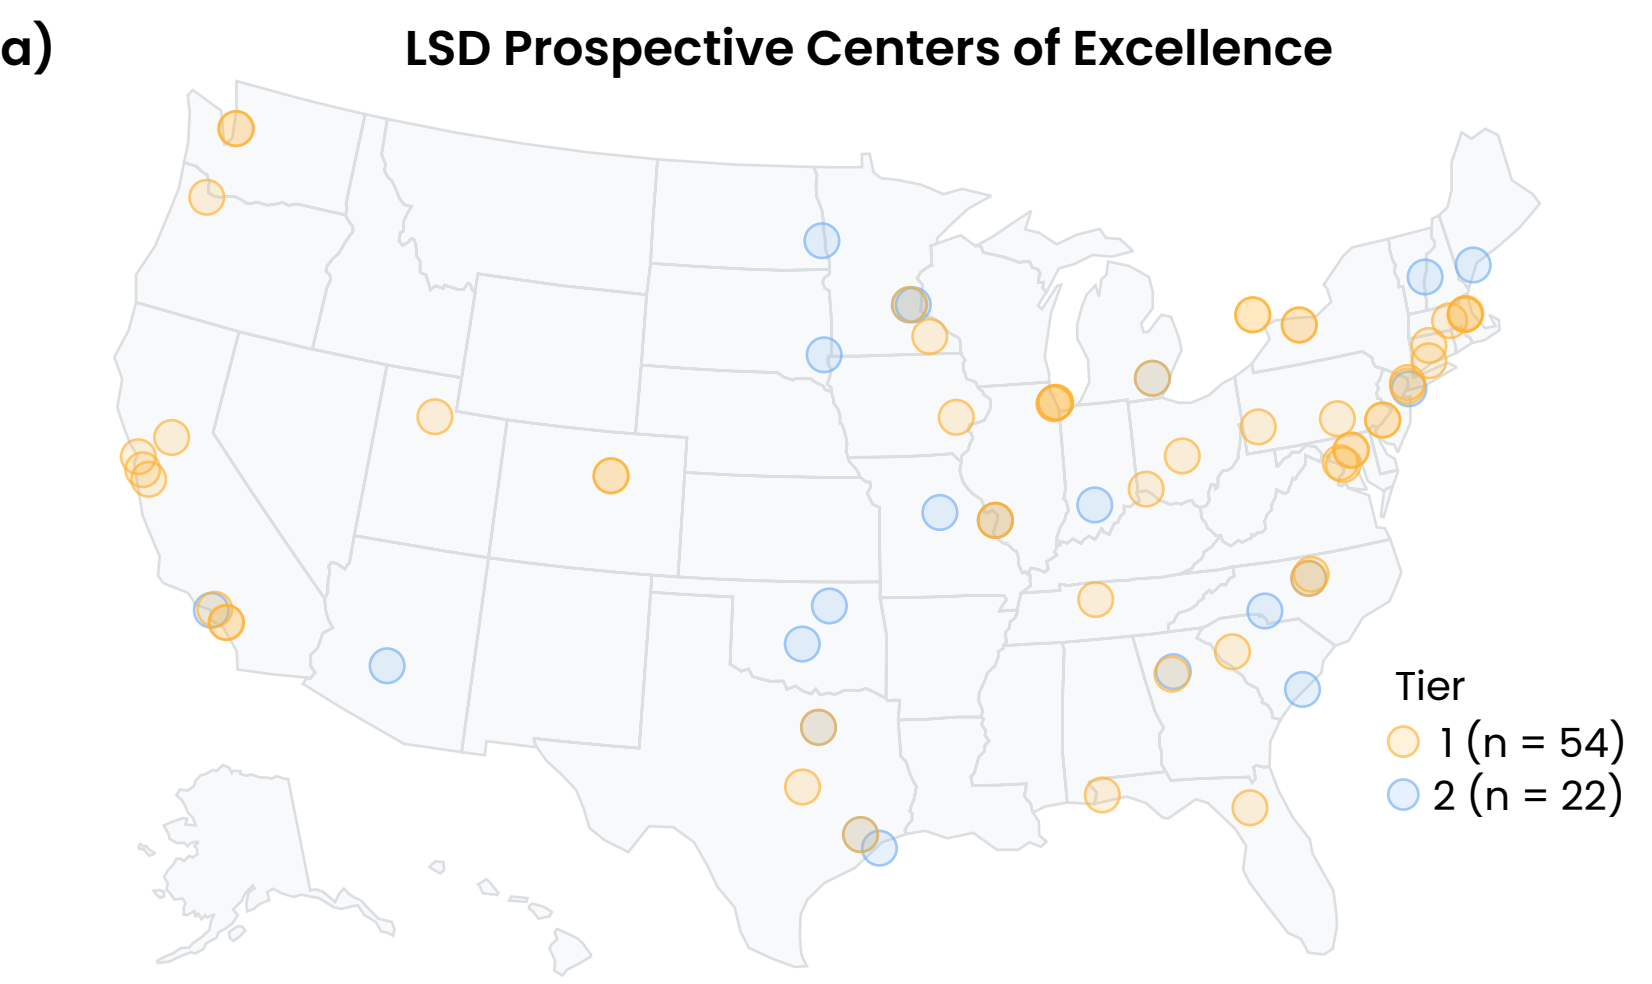 a)
LSD Prospective Centers of Excellence
Tier
1 (n = 54)
2 (n = 22)